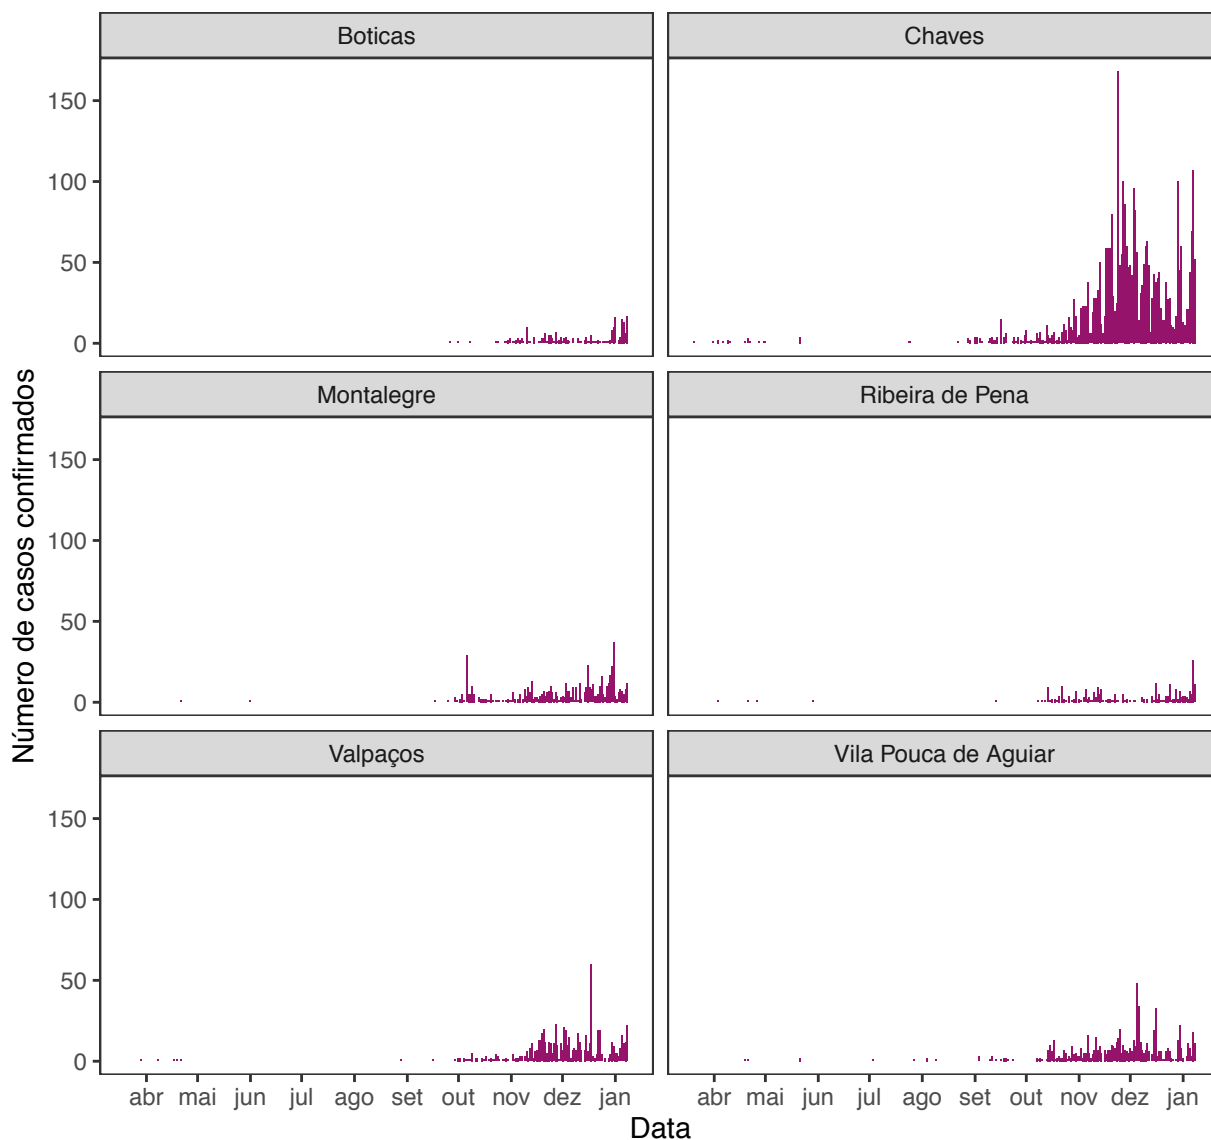 Boticas
Chaves
150
100
50
0
Montalegre
Ribeira de Pena
150
100
50
0
Valpaços
Vila Pouca de Aguiar
150
100
50
0
abr mai jun jul ago set out nov dez jan
abr mai jun jul ago set out nov dez jan
Data
Número de casos confirmados